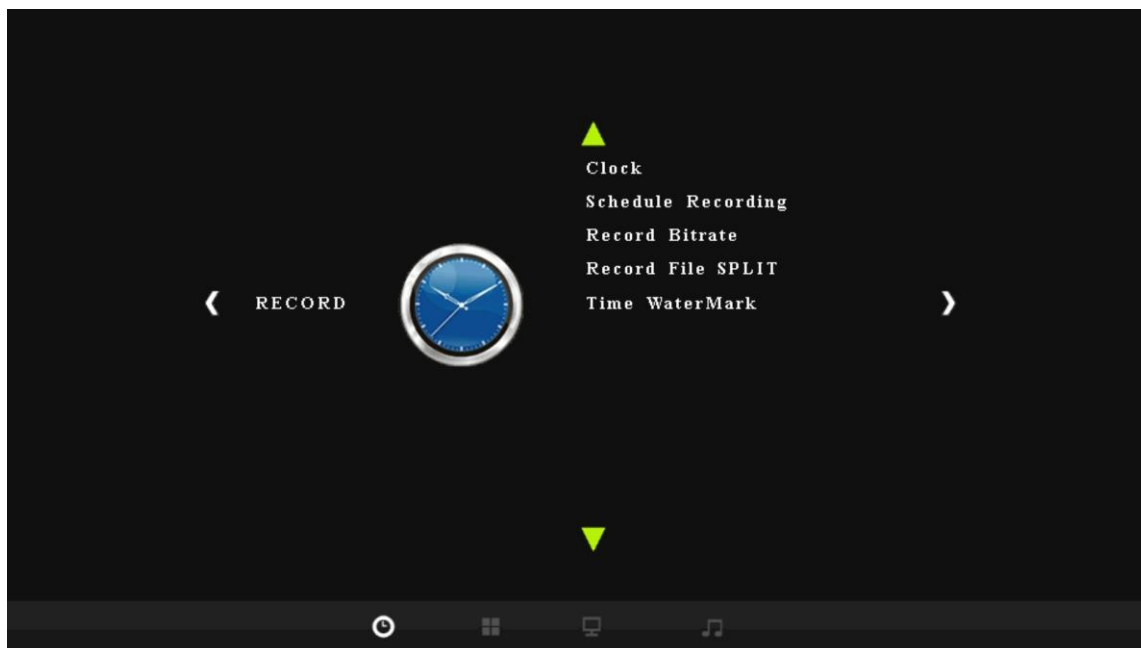 Clock
Schedule Recording
Record Bitrate
Record File SPLIT
RECORD
Time WaterMark